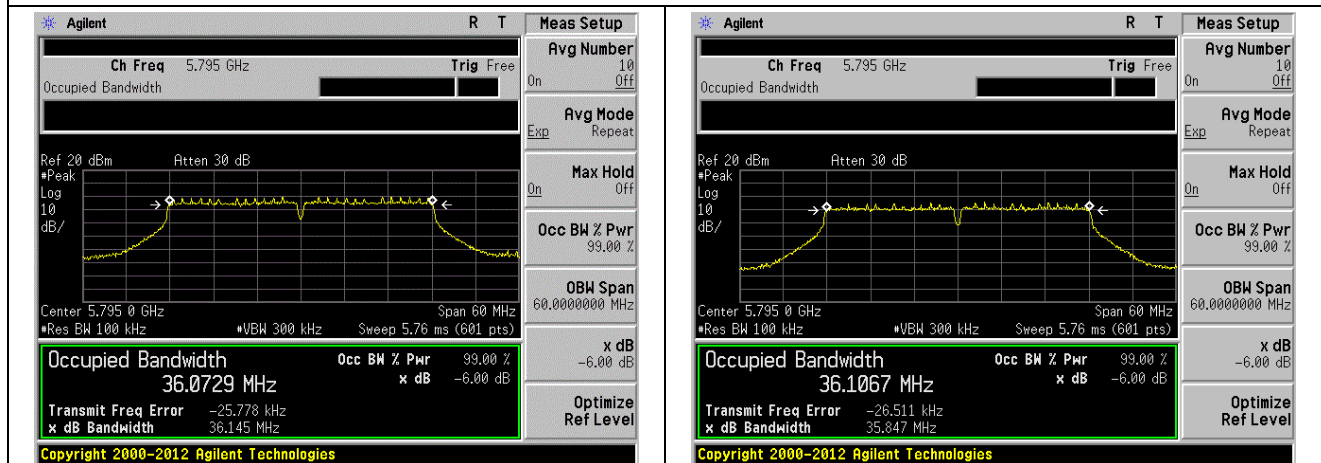 Agilent R T Meas Setup
Ch Freq 5.795 GHz Trig Free
Occupied Bandwidth
Avg Number
10
On Off
Avg Mode
Exp Repeat
Ref 20 dBm Atten 30 dB
#Peak
Log
10
dB/
Max Hold
On Off
Occ BW % Pwr
99.00 %
Center 5.795 0 GHz Span 60 MHz
#Res BW 100 kHz #VBW 300 kHz Sweep 5.76 ms (601 pts)
OBW Span
60.0000000 MHz
Occupied Bandwidth Occ BW % Pwr 99.00 %
36.0729 MHz x dB -6.00 dB
Transmit Freq Error -25.778 kHz
x dB Bandwidth 36.145 MHz
x dB
-6.00 dB
Optimize
Ref Level
Copyright 2000-2012 Agilent Technologies
Agilent R T Meas Setup
Ch Freq 5.795 GHz Trig Free
Occupied Bandwidth
Avg Number
10
On Off
Avg Mode
Exp Repeat
Ref 20 dBm Atten 30 dB
#Peak
Log
10
dB/
Max Hold
On Off
Occ BW % Pwr
99.00 %
Center 5.795 0 GHz Span 60 MHz
#Res BW 100 kHz #VBW 300 kHz Sweep 5.76 ms (601 pts)
OBW Span
60.0000000 MHz
Occupied Bandwidth Occ BW % Pwr 99.00 %
36.1067 MHz x dB -6.00 dB
Transmit Freq Error -26.511 kHz
x dB Bandwidth 35.847 MHz
x dB
-6.00 dB
Optimize
Ref Level
Copyright 2000-2012 Agilent Technologies